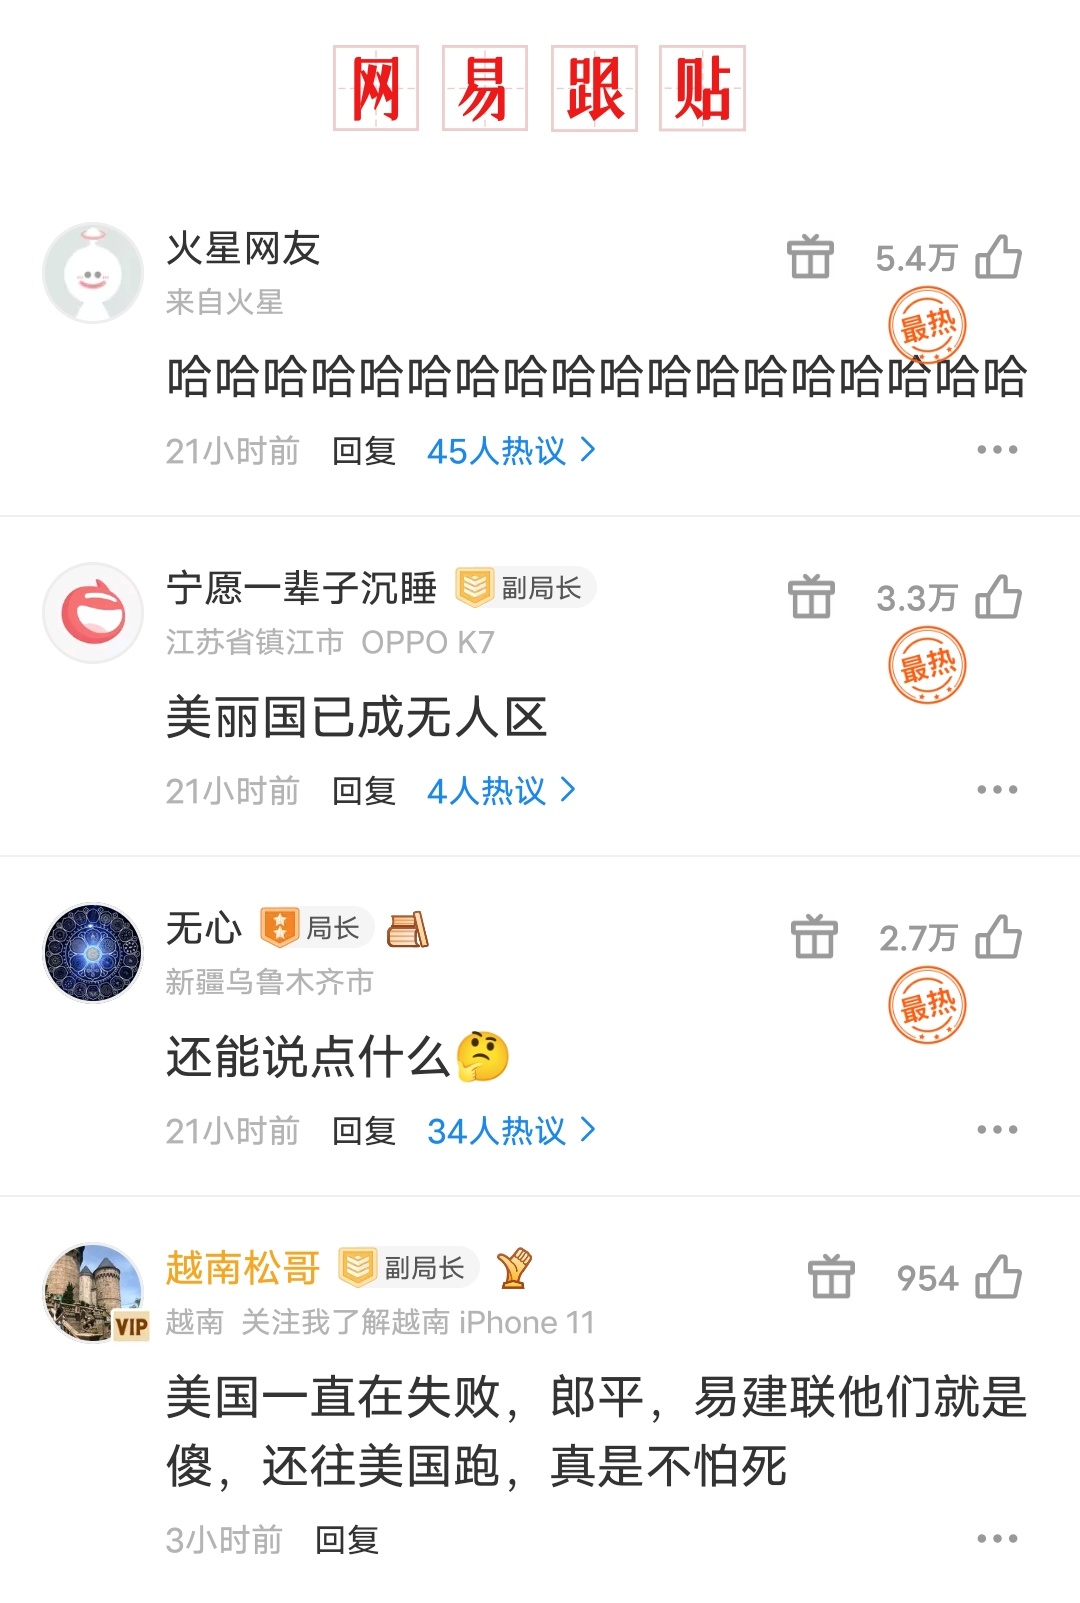 网易跟贴
火星网友 5.4万
来自火星
最热
哈哈哈哈哈哈哈哈哈哈哈哈哈哈哈哈哈哈
21小时前 回复 45人热议
宁愿一辈子沉睡 副局长 3.3万
江苏省镇江市 OPPO K7
最热
美丽国已成无人区
21小时前 回复 4人热议
无心 局长 2.7万
新疆乌鲁木齐市
最热
还能说点什么🤔
21小时前 回复 34人热议
越南松哥 副局长 954
VIP 越南 关注我了解越南 iPhone 11
美国一直在失败，郎平，易建联他们就是
傻，还往美国跑，真是不怕死
3小时前 回复